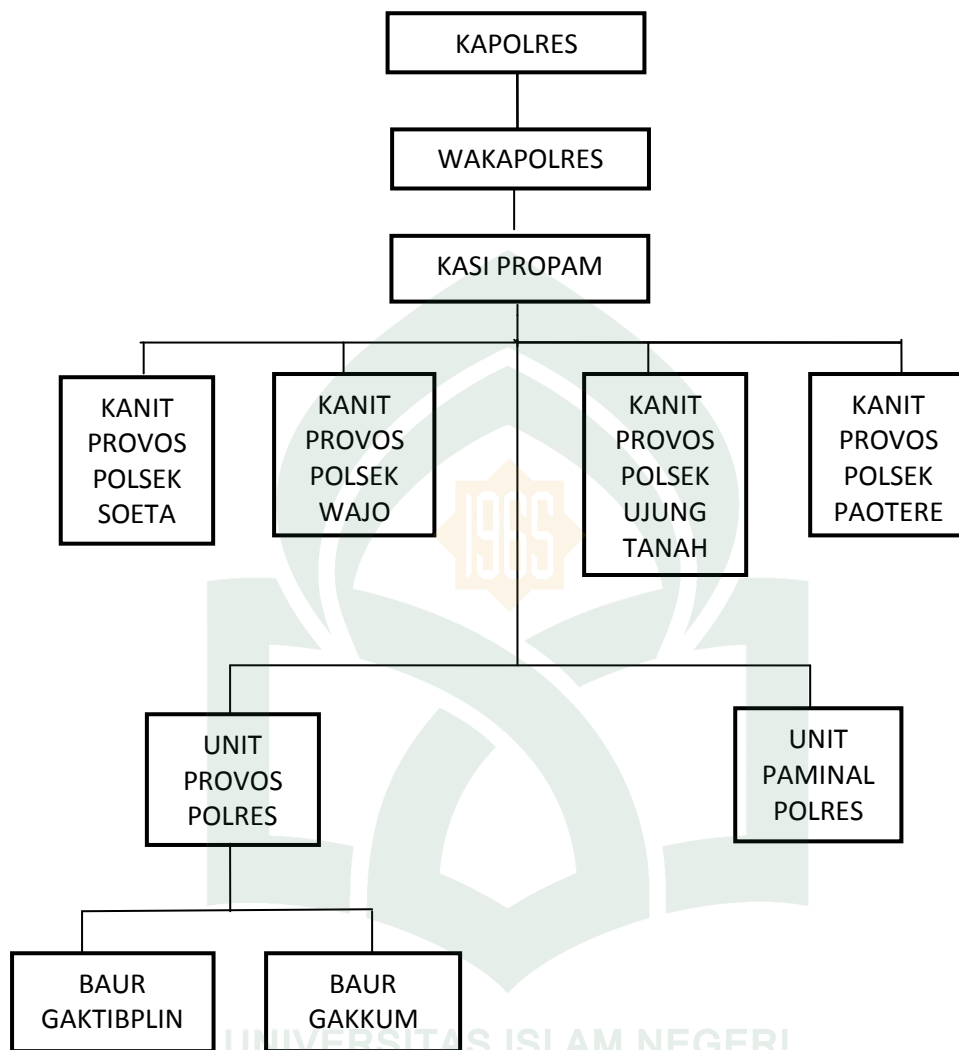 KAPOLRES
WAKAPOLRES
KASI PROPAM
KANIT
PROVOS
POLSEK
SOETA
KANIT
PROVOS
POLSEK
WAJO
KANIT
PROVOS
POLSEK
UJUNG
TANAH
KANIT
PROVOS
POLSEK
PAOTERE
1965
UNIT
PROVOS
POLRES
UNIT
PAMINAL
POLRES
BAUR
GAKTIBPLIN
BAUR
GAKKUM
UNIVERSITAS ISLAM NEGERI